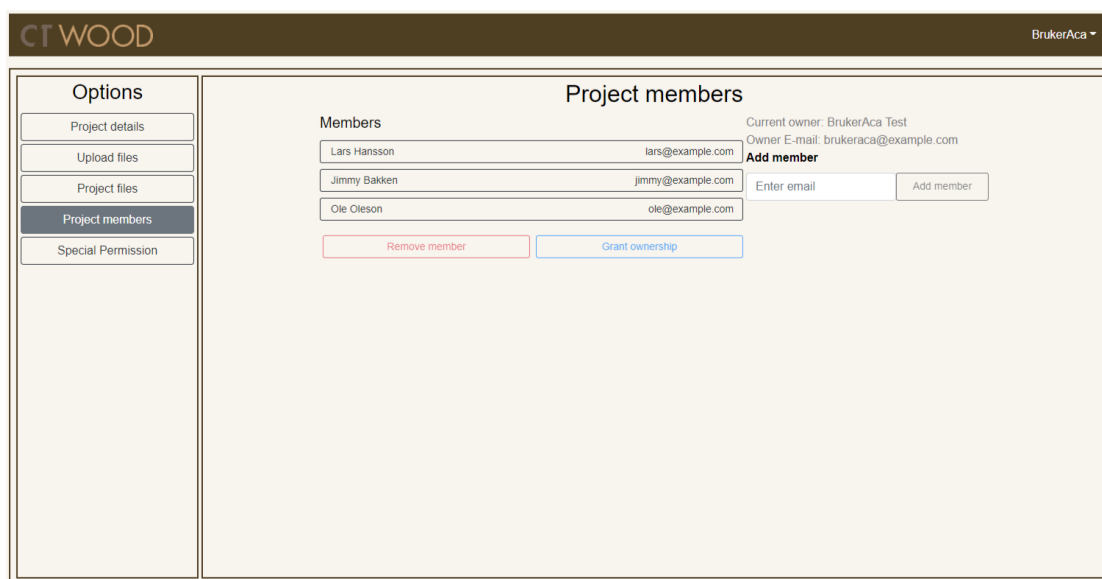 CT WOOD
BrukerAca
Options
Project details
Upload files
Project files
Project members
Special Permission
Project members
Members
Lars Hansson lars@example.com
Jimmy Bakken jimmy@example.com
Ole Oleson ole@example.com
Remove member Grant ownership
Current owner: BrukerAca Test
Owner E-mail: brukeraca@example.com
Add member
Enter email Add member